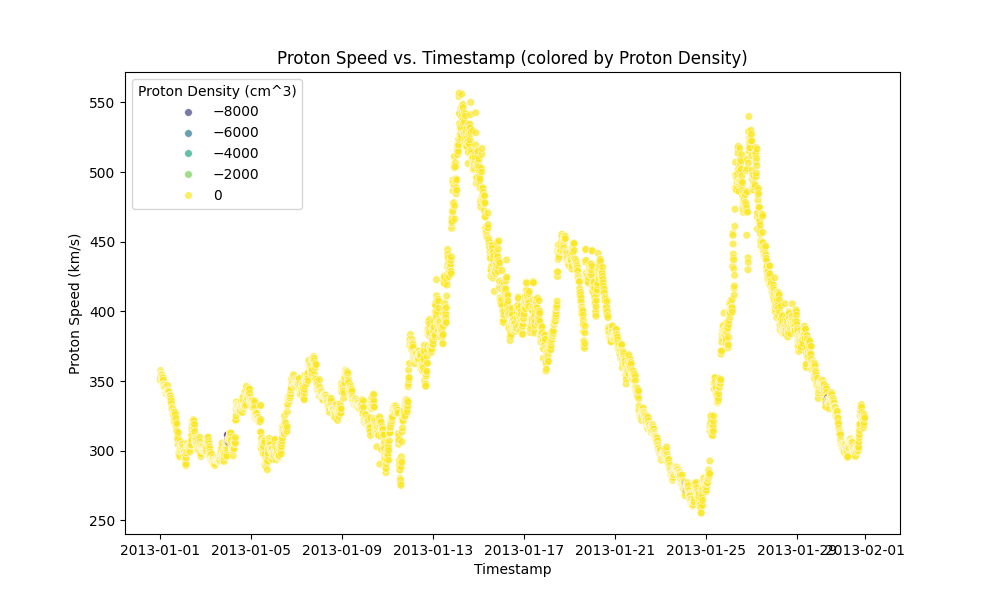 Proton Speed vs. Timestamp (colored by Proton Density)
Proton Density (cm^3)
−8000
−6000
−4000
−2000
0
550
500
450
400
350
300
250
Proton Speed (km/s)
2013-01-01 2013-01-05 2013-01-09 2013-01-13 2013-01-17 2013-01-21 2013-01-25 2013-01-29 2013-02-01
Timestamp